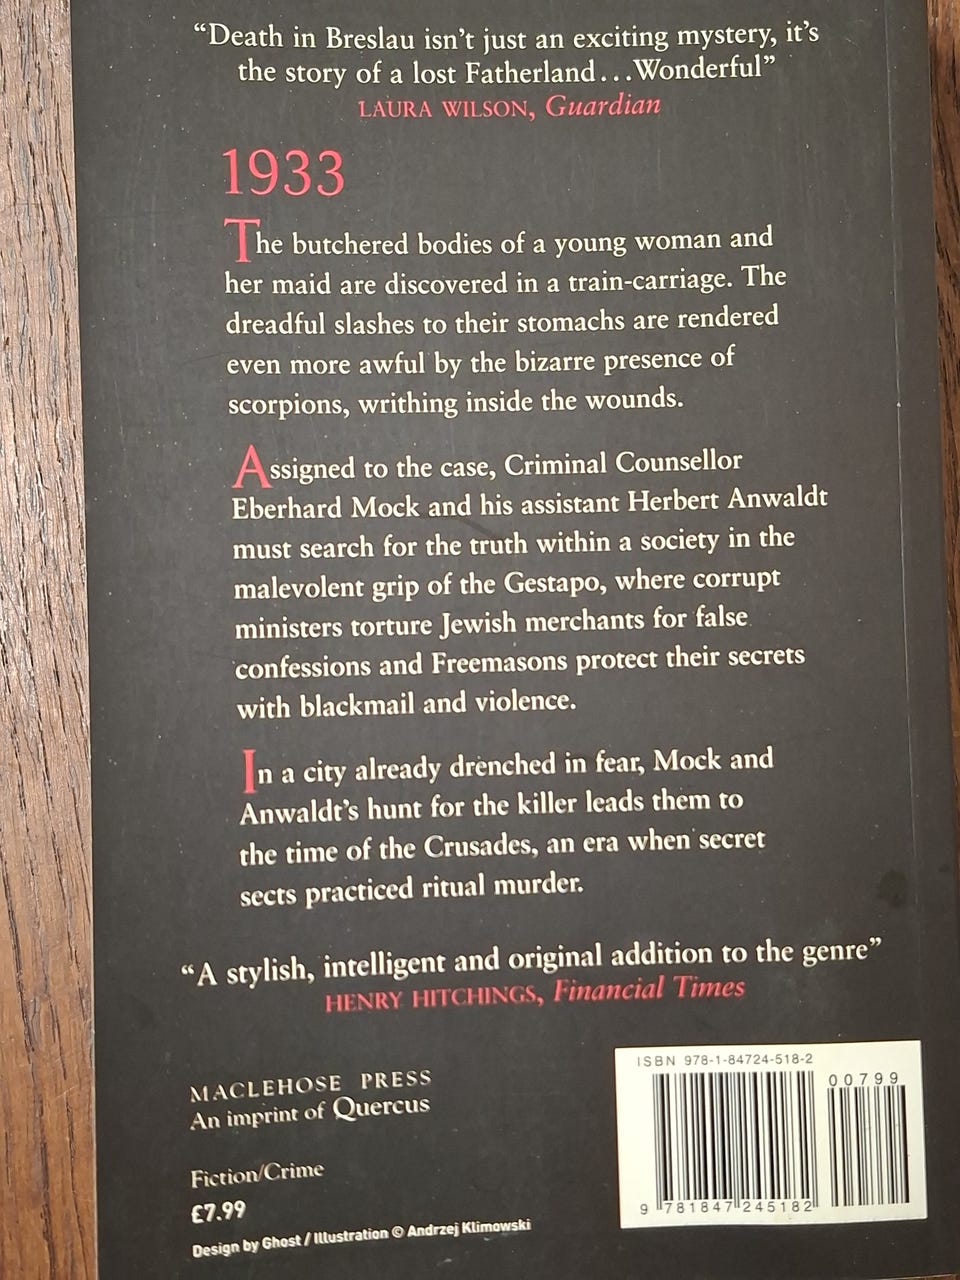 “Death in Breslau isn’t just an exciting mystery, it’s
the story of a lost Fatherland...Wonderful”
LAURA WILSON, Guardian
1933
The butchered bodies of a young woman and
her maid are discovered in a train-carriage. The
dreadful slashes to their stomachs are rendered
even more awful by the bizarre presence of
scorpions, writhing inside the wounds.
Assigned to the case, Criminal Counsellor
Eberhard Mock and his assistant Herbert Anwaldt
must search for the truth within a society in the
malevolent grip of the Gestapo, where corrupt
ministers torture Jewish merchants for false
confessions and Freemasons protect their secrets
with blackmail and violence.
In a city already drenched in fear, Mock and
Anwaldt’s hunt for the killer leads them to
the time of the Crusades, an era when secret
sects practiced ritual murder.
“A stylish, intelligent and original addition to the genre”
HENRY HITCHINGS, Financial Times
MACLEHOSE PRESS
An imprint of Quercus
Fiction/Crime
£7.99
Design by Ghost / Illustration © Andrzej Klimowski
ISBN 978-1-84724-518-2
00799
9 781847 245182